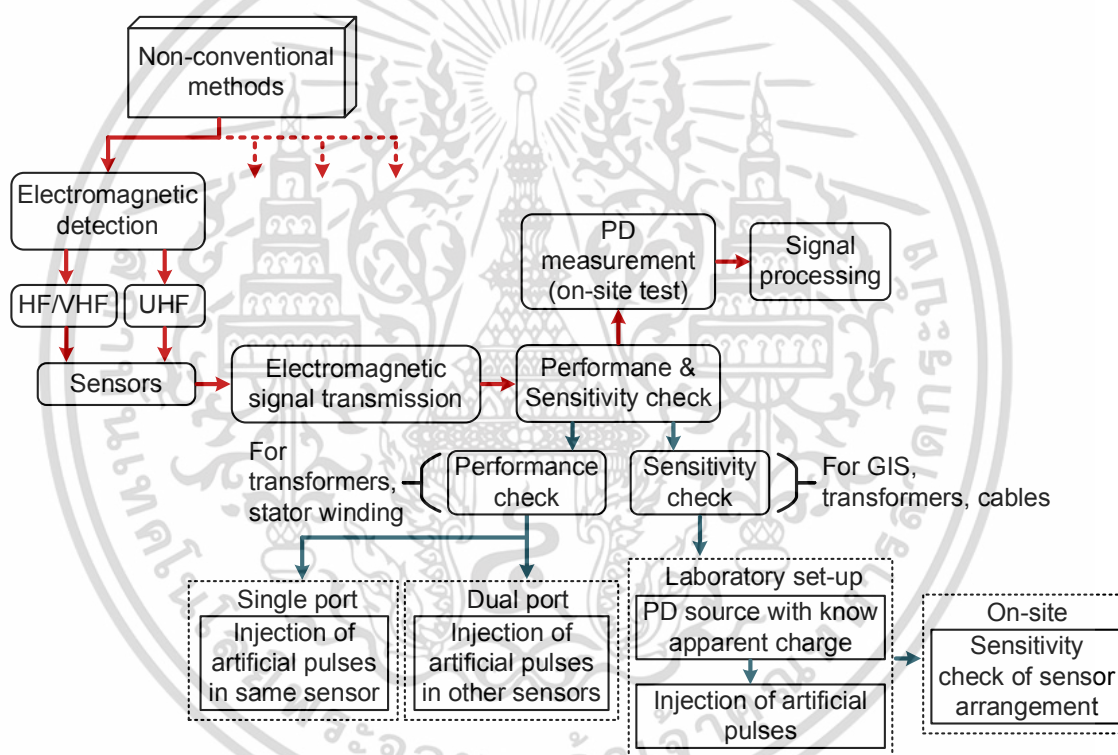 Non-conventional
methods
Electromagnetic
detection
HF/VHF
UHF
Sensors
Electromagnetic
signal transmission
Performane &
Sensitivity check
PD
measurement
(on-site test)
Signal
processing
For
transformers,
stator winding
Performance
check
Sensitivity
check
For GIS,
transformers, cables
Single port
Injection of
artificial pulses
in same sensor
Dual port
Injection of
artificial pulses
in other sensors
Laboratory set-up
PD source with know
apparent charge
Injection of artificial
pulses
On-site
Sensitivity
check of sensor
arrangement